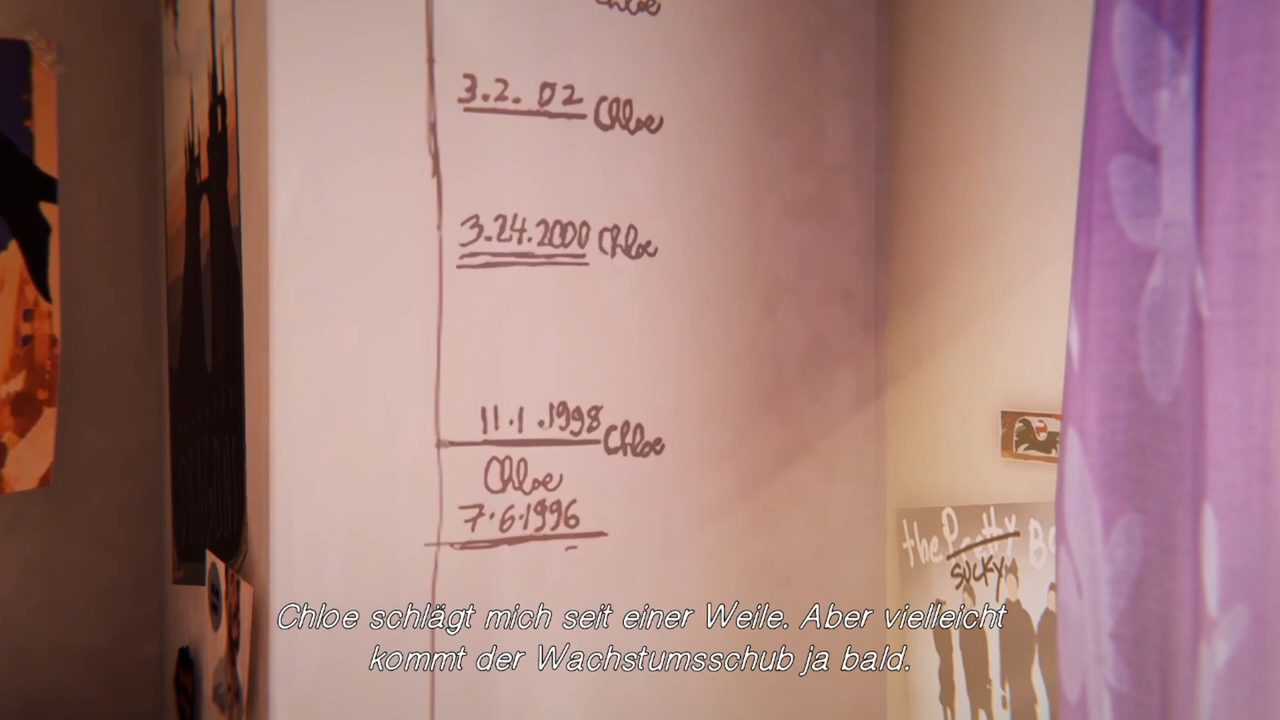 Chloe
3.2.02 Chloe
3.24.2000 Chloe
11.1.1998 Chloe
Chloe
7.6.1996
the Pretty
sucky
Chloe schlägt mich seit einer Weile. Aber vielleicht
kommt der Wachstumsschub ja bald.